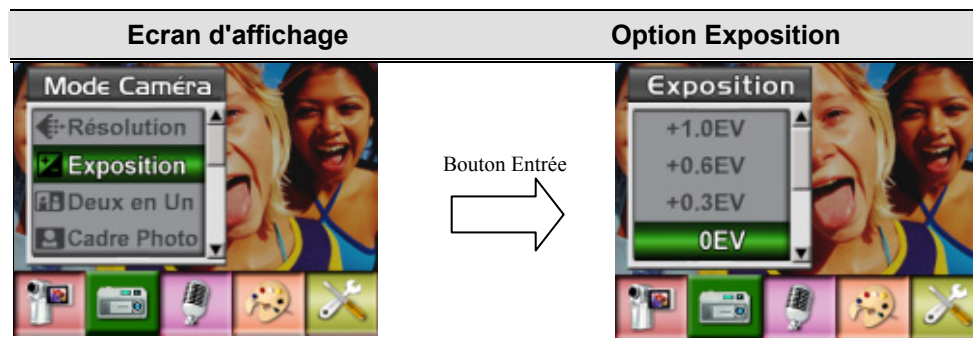 Ecran d'affichage
Option Exposition
Mode Caméra
Résolution
Exposition
Deux en Un
Cadre Photo
Bouton Entrée
Exposition
+1.0EV
+0.6EV
+0.3EV
0EV